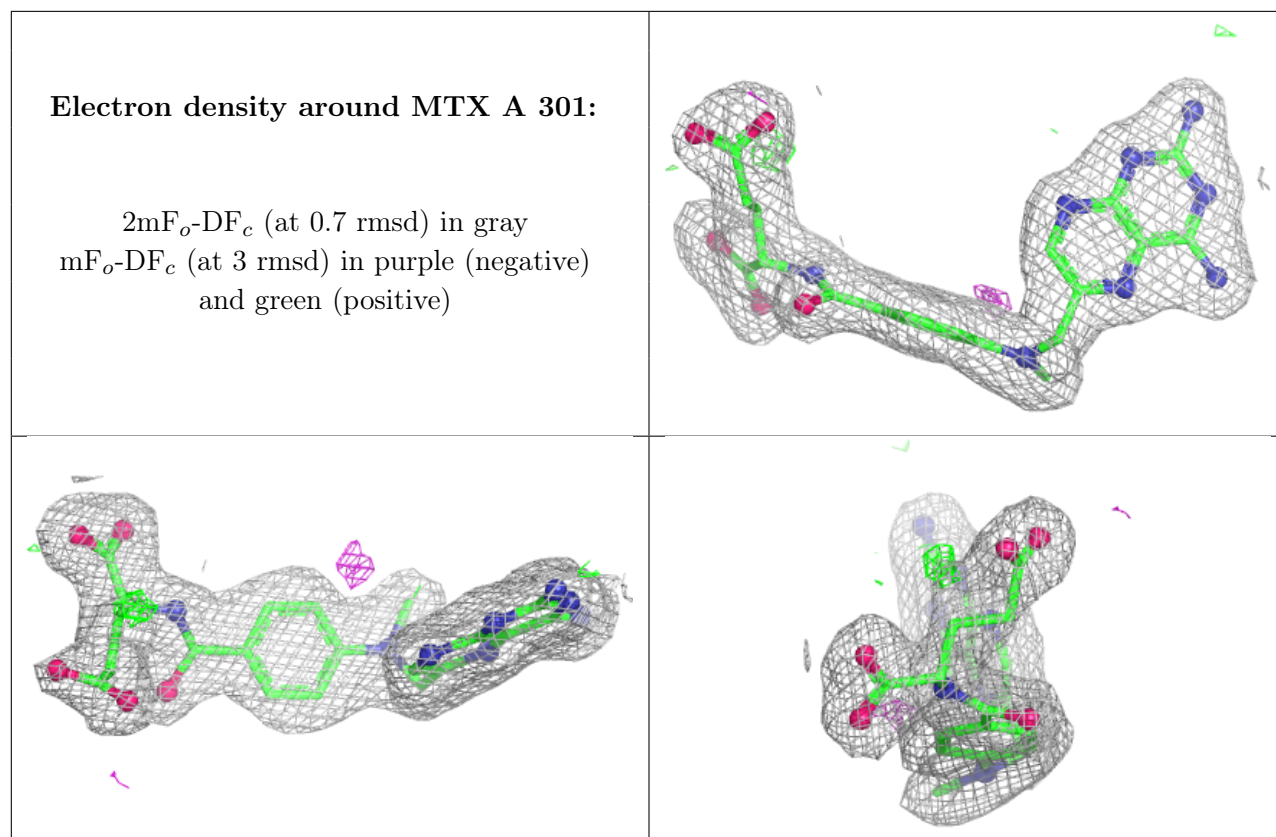 Electron density around MTX A 301:
2mFₒ-DF𝒸 (at 0.7 rmsd) in gray
mFₒ-DF𝒸 (at 3 rmsd) in purple (negative)
and green (positive)